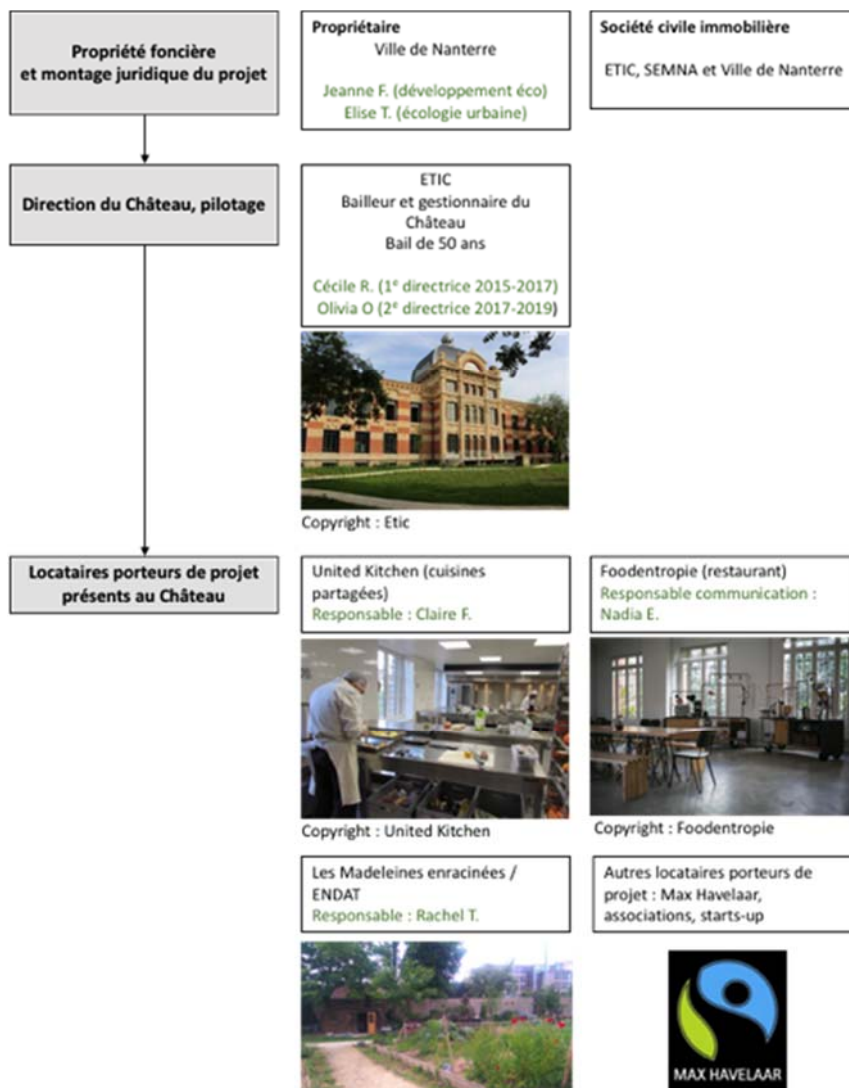 Propriété foncière
et montage juridique du projet
Propriétaire
Ville de Nanterre
Jeanne F. (développement éco)
Elise T. (écologie urbaine)
Société civile immobilière
ETIC, SEMNA et Ville de Nanterre
Direction du Château, pilotage
ETIC
Bailleur et gestionnaire du
Château
Bail de 50 ans
Cécile R. (1e directrice 2015-2017)
Olivia O (2e directrice 2017-2019)
Copyright : Etic
Locataires porteurs de projet
présents au Château
United Kitchen (cuisines
partagées)
Responsable : Claire F.
Foodentropie (restaurant)
Responsable communication :
Nadia E.
Copyright : United Kitchen
Copyright : Foodentropie
Les Madeleines enracinées /
ENDAT
Responsable : Rachel T.
Autres locataires porteurs de
projet : Max Havelaar,
associations, starts-up
MAX HAVELAAR